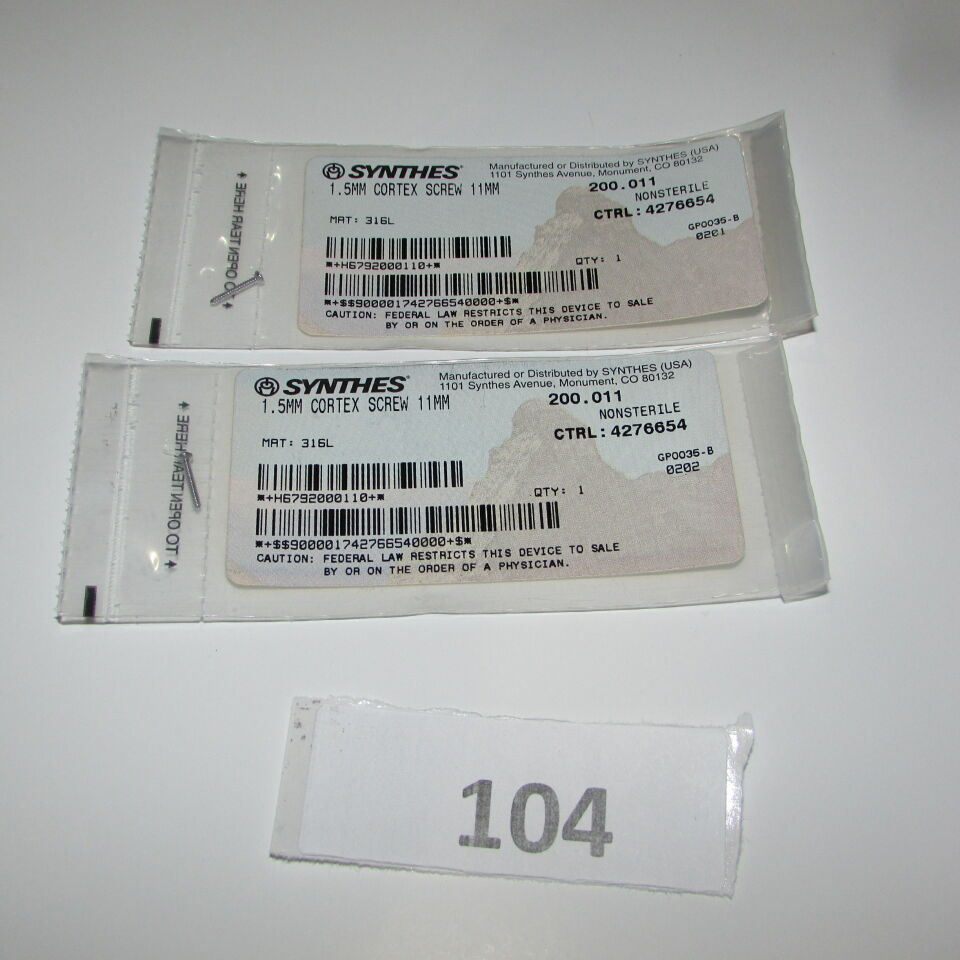 SYNTHES®
Manufactured or Distributed by SYNTHES (USA)
1101 Synthes Avenue, Monument, CO 80132
1.5MM CORTEX SCREW 11MM
200.011
NONSTERILE
CTRL: 4276654
MAT: 316L
GP0035-B
0201
*+H6792000110+*
QTY: 1
*+$$900001742766540000+$*
CAUTION: FEDERAL LAW RESTRICTS THIS DEVICE TO SALE
BY OR ON THE ORDER OF A PHYSICIAN.
TO OPEN TEAR HERE
SYNTHES®
Manufactured or Distributed by SYNTHES (USA)
1101 Synthes Avenue, Monument, CO 80132
1.5MM CORTEX SCREW 11MM
200.011
NONSTERILE
CTRL: 4276654
MAT: 316L
GP0035-B
0202
*+H6792000110+*
QTY: 1
*+$$900001742766540000+$*
CAUTION: FEDERAL LAW RESTRICTS THIS DEVICE TO SALE
BY OR ON THE ORDER OF A PHYSICIAN.
TO OPEN TEAR HERE
104